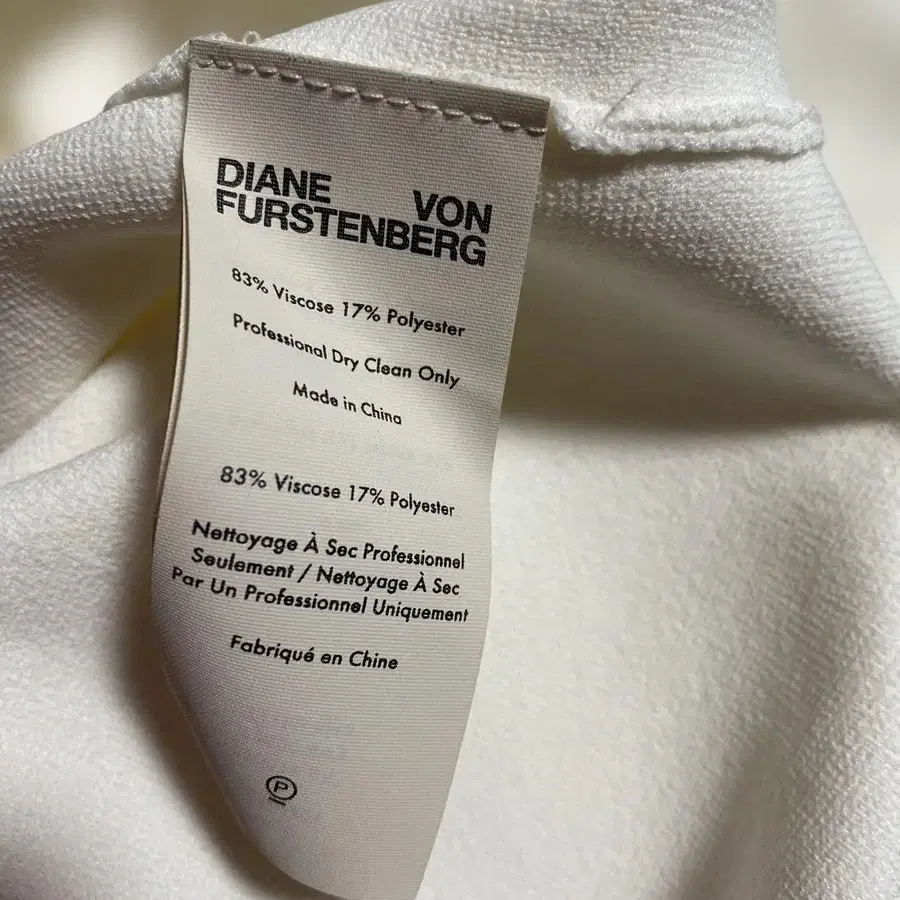 DIANE VON
FURSTENBERG
83% Viscose 17% Polyester
Professional Dry Clean Only
Made in China
83% Viscose 17% Polyester
Nettoyage À Sec Professionnel
Seulement / Nettoyage À Sec
Par Un Professionnel Uniquement
Fabriqué en Chine
P